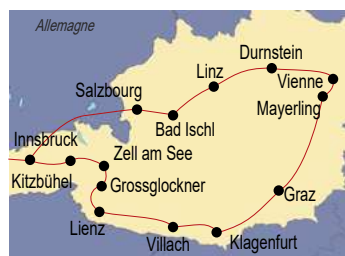 Allemagne
Durnstein
Linz
Vienne
Salzbourg
Mayerling
Bad Ischl
Innsbruck
Zell am See
Kitzbühel
Grossglockner
Graz
Lienz
Villach
Klagenfurt